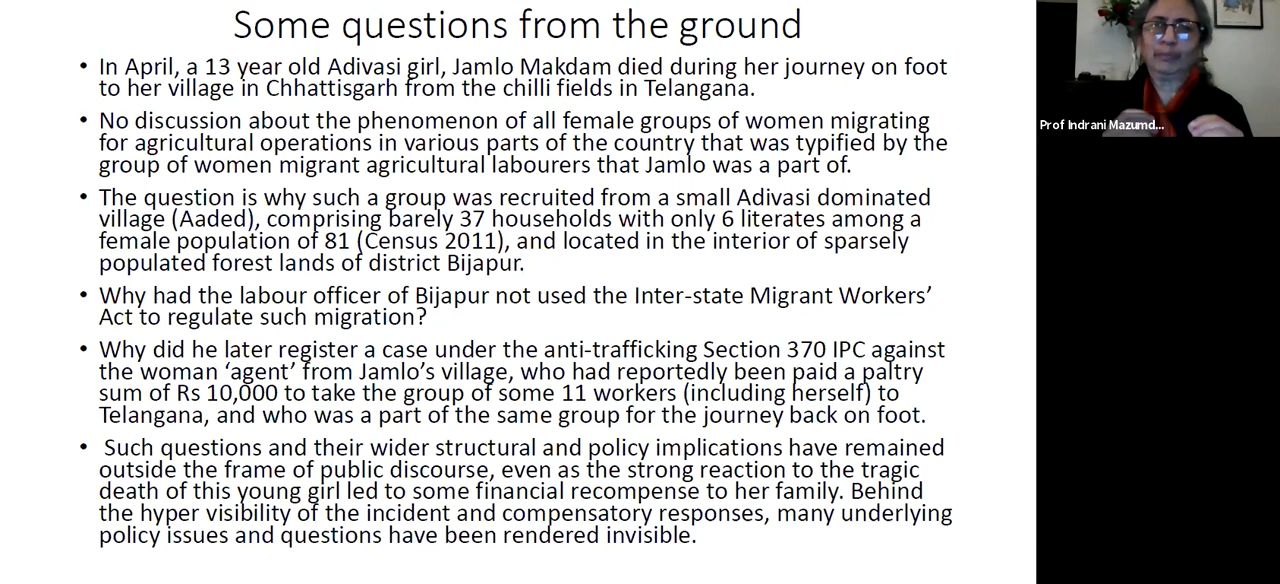 Some questions from the ground
• In April, a 13 year old Adivasi girl, Jamlo Makdam died during her journey on foot
to her village in Chhattisgarh from the chilli fields in Telangana.
• No discussion about the phenomenon of all female groups of women migrating
for agricultural operations in various parts of the country that was typified by the
group of women migrant agricultural labourers that Jamlo was a part of.
• The question is why such a group was recruited from a small Adivasi dominated
village (Aaded), comprising barely 37 households with only 6 literates among a
female population of 81 (Census 2011), and located in the interior of sparsely
populated forest lands of district Bijapur.
• Why had the labour officer of Bijapur not used the Inter-state Migrant Workers’
Act to regulate such migration?
• Why did he later register a case under the anti-trafficking Section 370 IPC against
the woman ‘agent’ from Jamlo’s village, who had reportedly been paid a paltry
sum of Rs 10,000 to take the group of some 11 workers (including herself) to
Telangana, and who was a part of the same group for the journey back on foot.
• Such questions and their wider structural and policy implications have remained
outside the frame of public discourse, even as the strong reaction to the tragic
death of this young girl led to some financial recompense to her family. Behind
the hyper visibility of the incident and compensatory responses, many underlying
policy issues and questions have been rendered invisible.
Prof Indrani Mazumd...